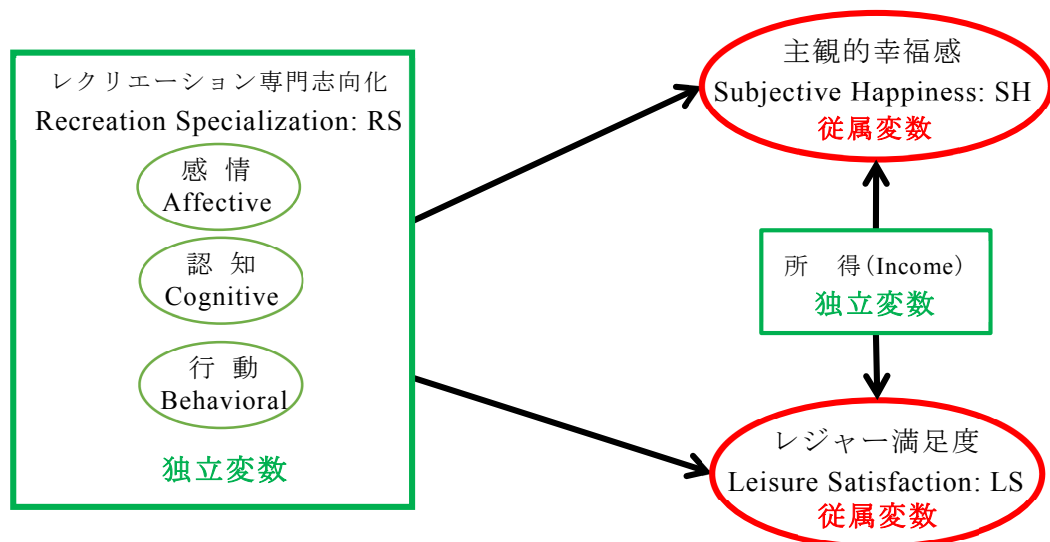 レクリエーション専門志向化
Recreation Specialization: RS
感 情
Affective
認 知
Cognitive
行 動
Behavioral
独立変数
主観的幸福感
Subjective Happiness: SH
従属変数
所 得(Income)
独立変数
レジャー満足度
Leisure Satisfaction: LS
従属変数